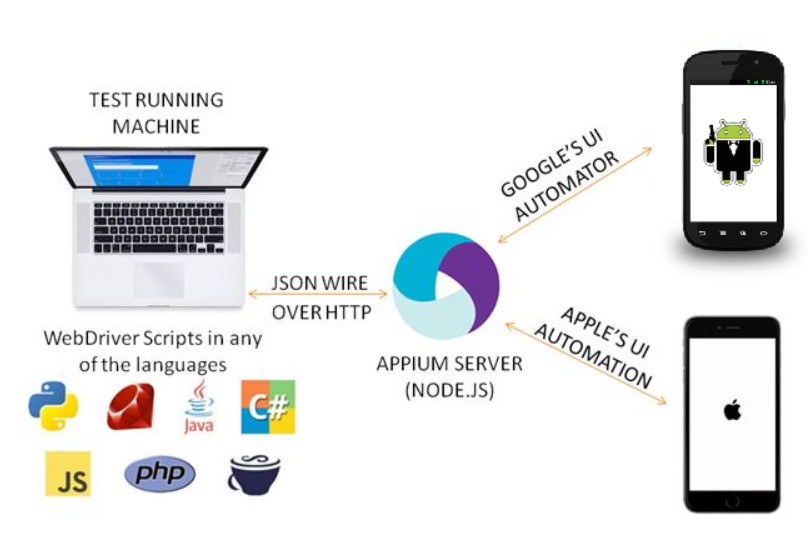 TEST RUNNING
MACHINE
GOOGLE'S UI
AUTOMATOR
JSON WIRE
OVER HTTP
APPLE'S UI
AUTOMATION
WebDriver Scripts in any
of the languages
APPIUM SERVER
(NODE.JS)
Java
C#
JS
php